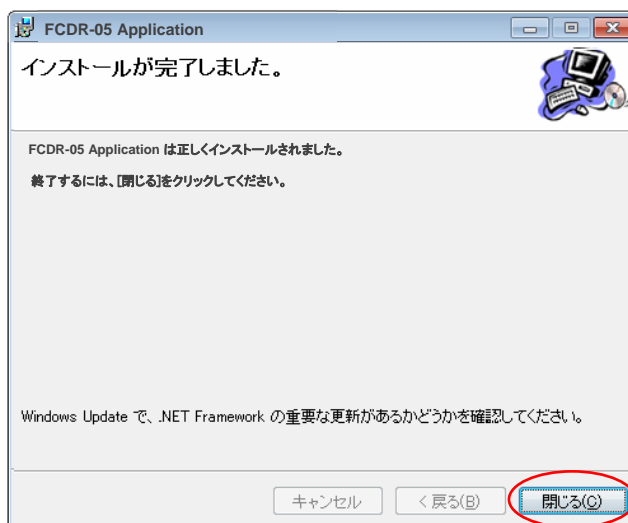 FCDR-05 Application
インストールが完了しました。
FCDR-05 Application は正しくインストールされました。
終了するには、[閉じる]をクリックしてください。
Windows Update で、.NET Framework の重要な更新があるかどうかを確認してください。
キャンセル
< 戻る(B)
閉じる(C)